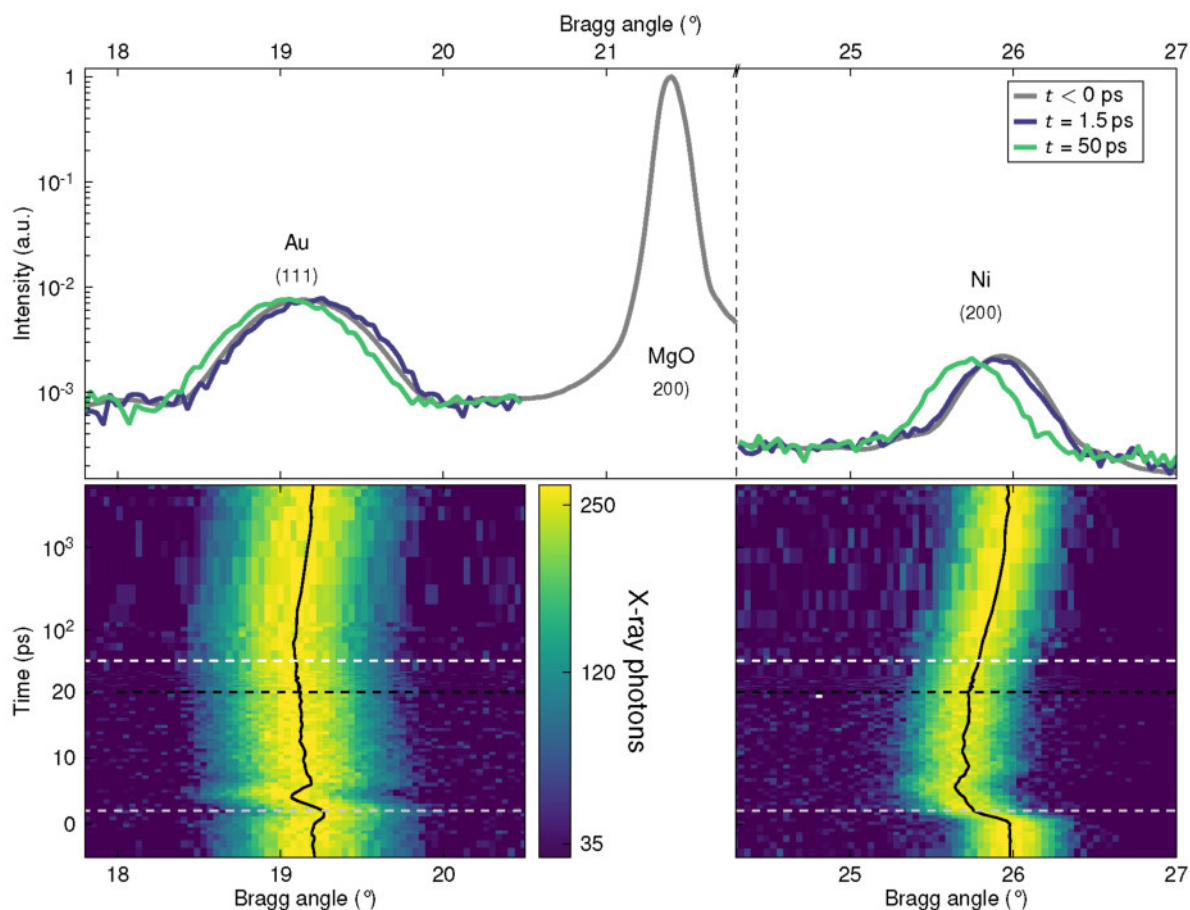 Bragg angle (°)
18 19 20 21 25 26 27
1
10⁻¹
10⁻²
10⁻³
Intensity (a.u.)
t < 0 ps
t = 1.5 ps
t = 50 ps
Au
(111)
MgO
200)
Ni
(200)
10³
10²
20
10
0
Time (ps)
250
120
35
X-ray photons
18 19 20 25 26 27
Bragg angle (°) Bragg angle (°)